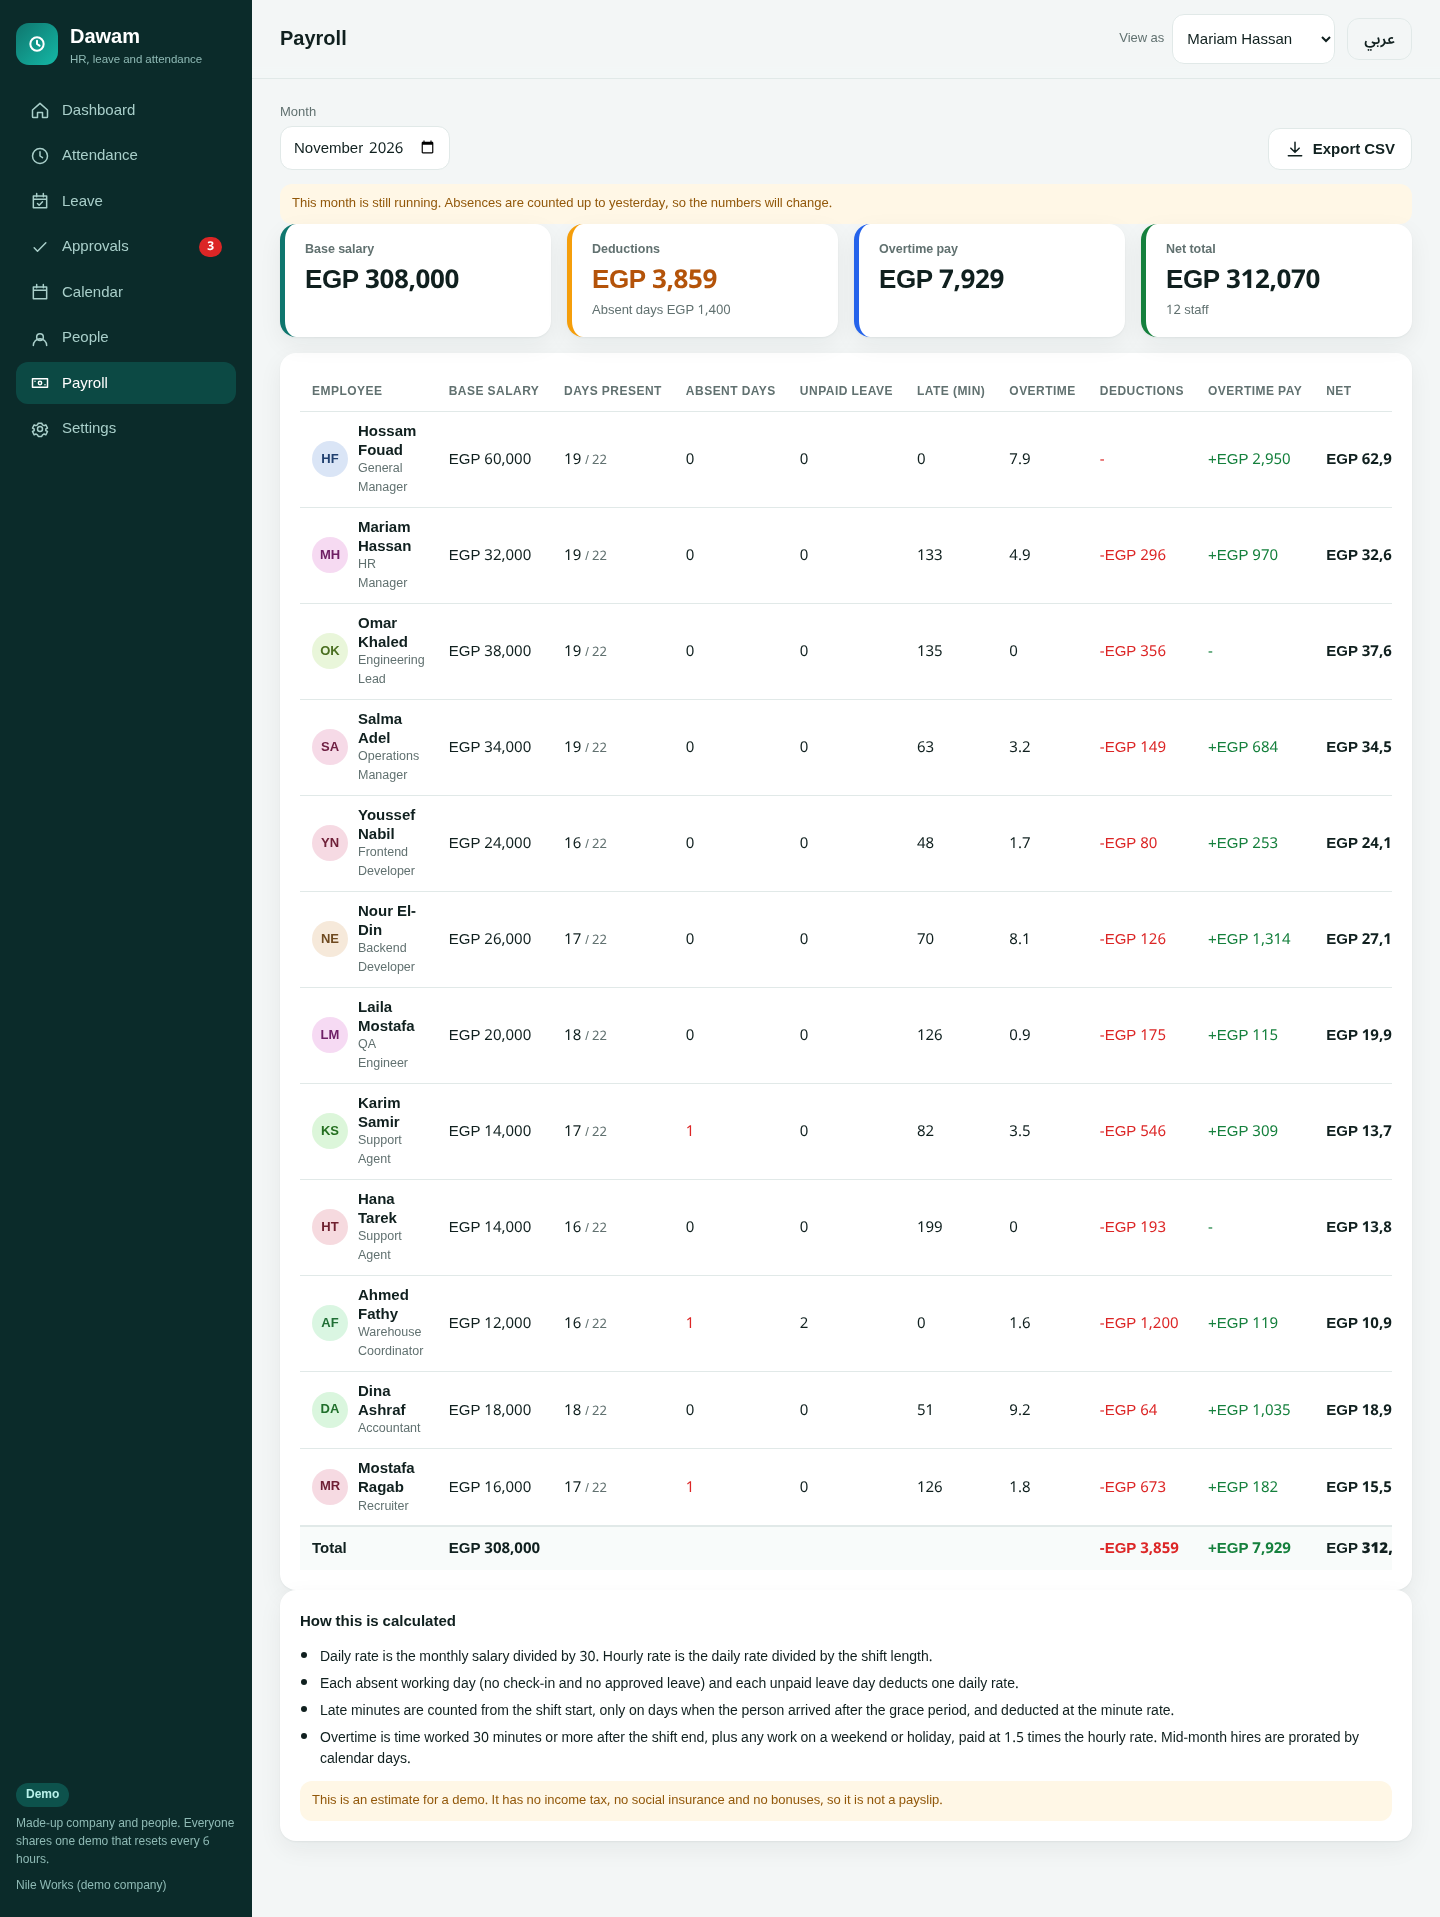 Dawam
HR, leave and attendance
Dashboard
Attendance
Leave
Approvals 3
Calendar
People
Payroll
Settings
Demo
Made-up company and people. Everyone
shares one demo that resets every 6
hours.
Nile Works (demo company)
Payroll
View as Mariam Hassan عربي
Month
November 2026
Export CSV
This month is still running. Absences are counted up to yesterday, so the numbers will change.
Base salary
EGP 308,000
Deductions
EGP 3,859
Absent days EGP 1,400
Overtime pay
EGP 7,929
Net total
EGP 312,070
12 staff
EMPLOYEE BASE SALARY DAYS PRESENT ABSENT DAYS UNPAID LEAVE LATE (MIN) OVERTIME DEDUCTIONS OVERTIME PAY NET
HF Hossam Fouad General Manager EGP 60,000 19 / 22 0 0 0 7.9 - +EGP 2,950 EGP 62,9
MH Mariam Hassan HR Manager EGP 32,000 19 / 22 0 0 133 4.9 -EGP 296 +EGP 970 EGP 32,6
OK Omar Khaled Engineering Lead EGP 38,000 19 / 22 0 0 135 0 -EGP 356 - EGP 37,6
SA Salma Adel Operations Manager EGP 34,000 19 / 22 0 0 63 3.2 -EGP 149 +EGP 684 EGP 34,5
YN Youssef Nabil Frontend Developer EGP 24,000 16 / 22 0 0 48 1.7 -EGP 80 +EGP 253 EGP 24,1
NE Nour El-Din Backend Developer EGP 26,000 17 / 22 0 0 70 8.1 -EGP 126 +EGP 1,314 EGP 27,1
LM Laila Mostafa QA Engineer EGP 20,000 18 / 22 0 0 126 0.9 -EGP 175 +EGP 115 EGP 19,9
KS Karim Samir Support Agent EGP 14,000 17 / 22 1 0 82 3.5 -EGP 546 +EGP 309 EGP 13,7
HT Hana Tarek Support Agent EGP 14,000 16 / 22 0 0 199 0 -EGP 193 - EGP 13,8
AF Ahmed Fathy Warehouse Coordinator EGP 12,000 16 / 22 1 2 0 1.6 -EGP 1,200 +EGP 119 EGP 10,9
DA Dina Ashraf Accountant EGP 18,000 18 / 22 0 0 51 9.2 -EGP 64 +EGP 1,035 EGP 18,9
MR Mostafa Ragab Recruiter EGP 16,000 17 / 22 1 0 126 1.8 -EGP 673 +EGP 182 EGP 15,5
Total EGP 308,000 -EGP 3,859 +EGP 7,929 EGP 312,
How this is calculated
Daily rate is the monthly salary divided by 30. Hourly rate is the daily rate divided by the shift length.
Each absent working day (no check-in and no approved leave) and each unpaid leave day deducts one daily rate.
Late minutes are counted from the shift start, only on days when the person arrived after the grace period, and deducted at the minute rate.
Overtime is time worked 30 minutes or more after the shift end, plus any work on a weekend or holiday, paid at 1.5 times the hourly rate. Mid-month hires are prorated by
calendar days.
This is an estimate for a demo. It has no income tax, no social insurance and no bonuses, so it is not a payslip.